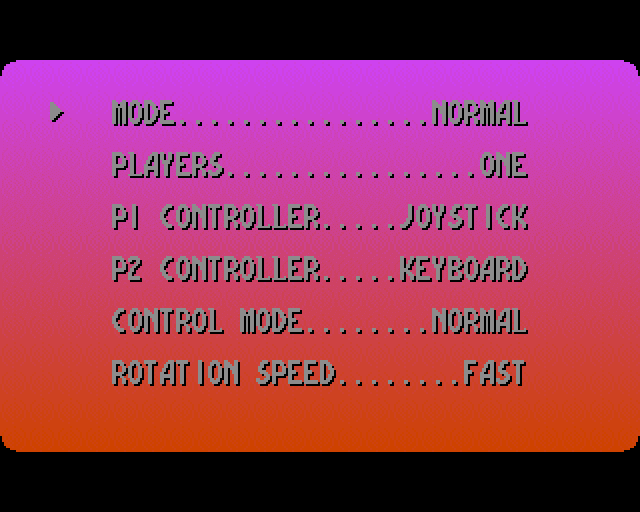 MODE................NORMAL
PLAYERS................ONE
P1 CONTROLLER.....JOYSTICK
P2 CONTROLLER.....KEYBOARD
CONTROL MODE........NORMAL
ROTATION SPEED........FAST